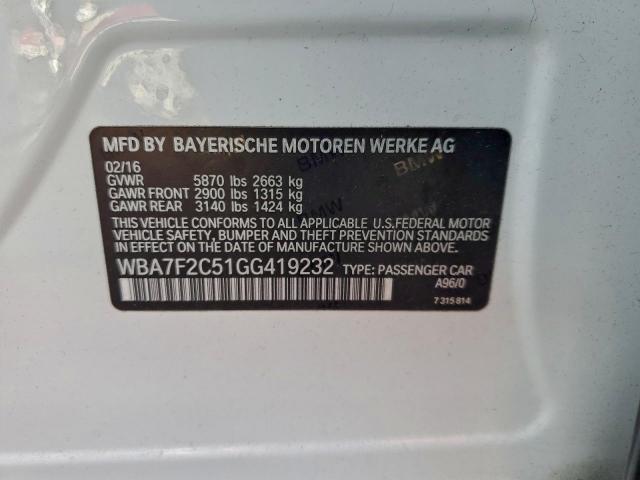 MFD BY BAYERISCHE MOTOREN WERKE AG
02/16
GVWR 5870 lbs 2663 kg
GAWR FRONT 2900 lbs 1315 kg
GAWR REAR 3140 lbs 1424 kg
THIS VEHICLE CONFORMS TO ALL APPLICABLE U.S.FEDERAL MOTOR
VEHICLE SAFETY, BUMPER AND THEFT PREVENTION STANDARDS
IN EFFECT ON THE DATE OF MANUFACTURE SHOWN ABOVE.
WBA7F2C51GG419232 TYPE: PASSENGER CAR
A96/0
7 315 814
BMW
BMW
BMW